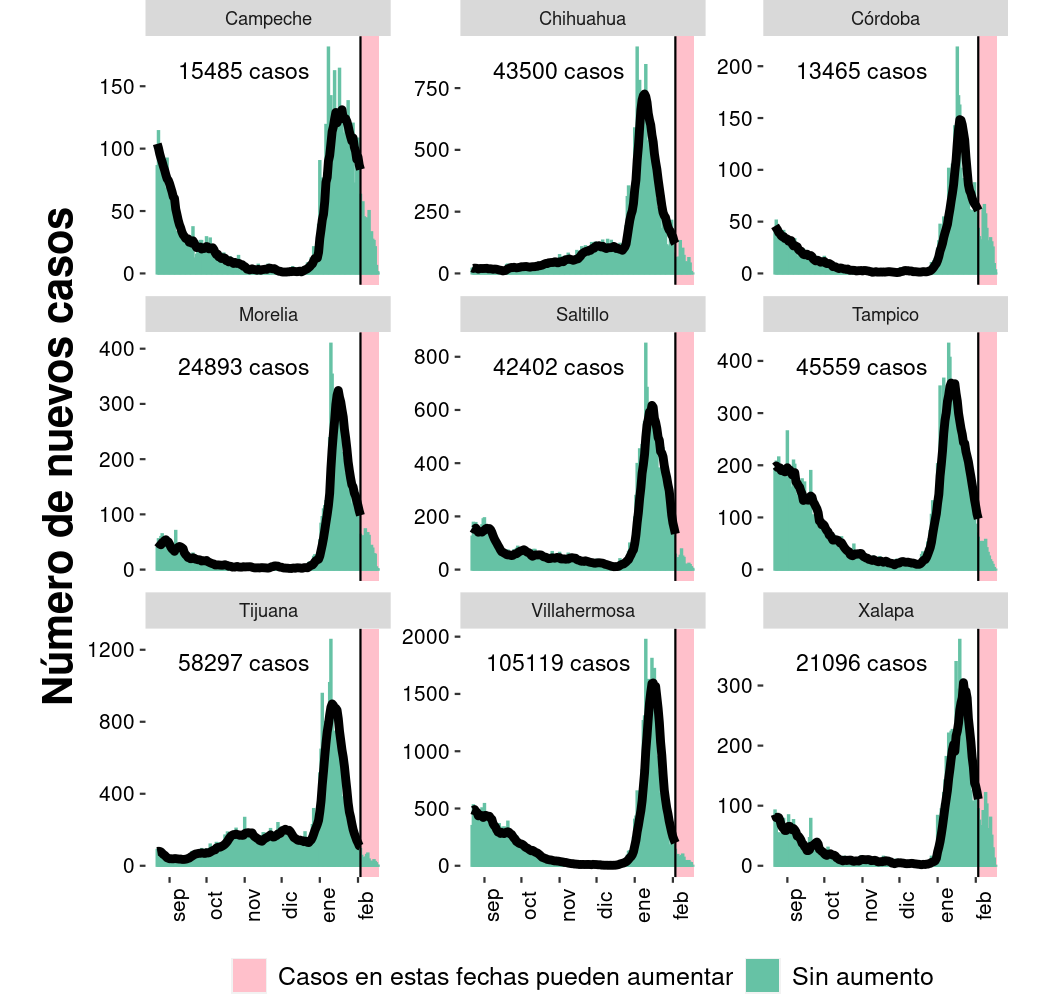 Número de nuevos casos
Campeche
15485 casos
150
100
50
0
Chihuahua
43500 casos
750
500
250
0
Córdoba
13465 casos
200
150
100
50
0
Morelia
24893 casos
400
300
200
100
0
Saltillo
42402 casos
800
600
400
200
0
Tampico
45559 casos
400
300
200
100
0
Tijuana
58297 casos
1200
800
400
0
sep oct nov dic ene feb
Villahermosa
105119 casos
2000
1500
1000
500
0
sep oct nov dic ene feb
Xalapa
21096 casos
300
200
100
0
sep oct nov dic ene feb
Casos en estas fechas pueden aumentar
Sin aumento